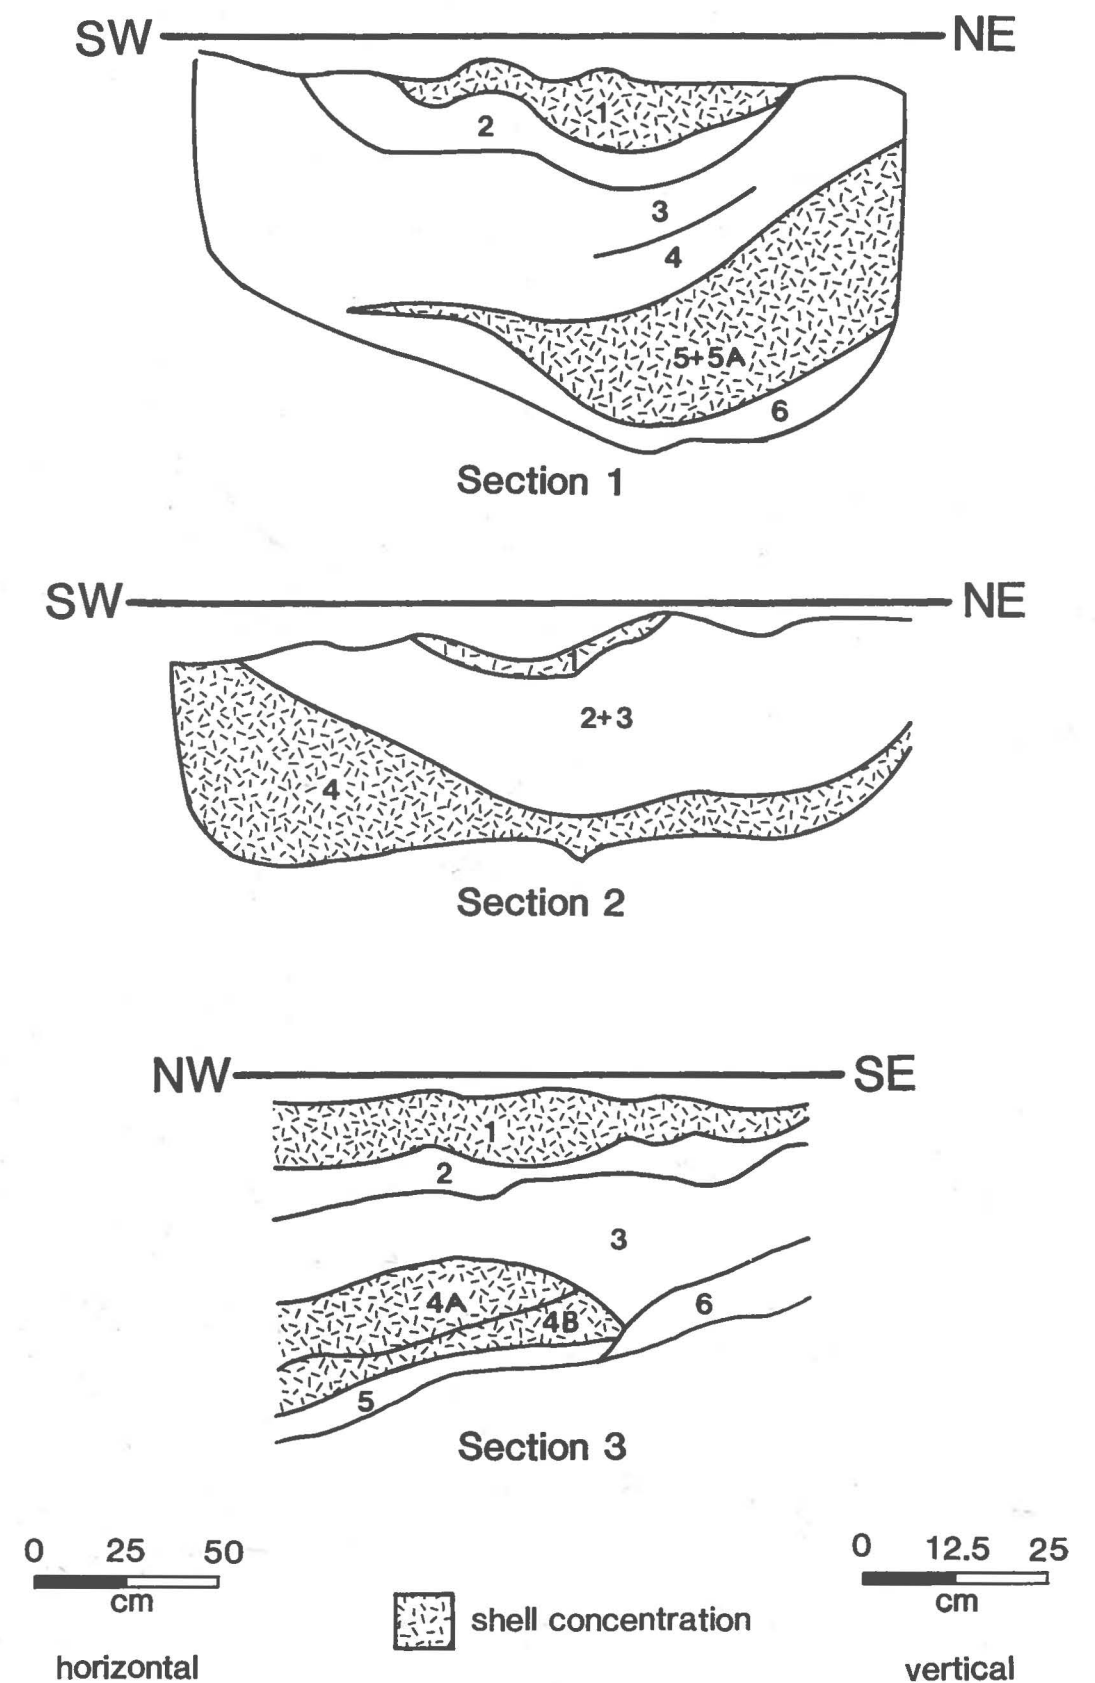 SW NE
1
2
3
4
5+5A
6
Section 1
SW NE
1
2+3
4
Section 2
NW SE
1
2
3
4A
4B
6
5
Section 3
0 25 50
cm
horizontal
shell concentration
0 12.5 25
cm
vertical